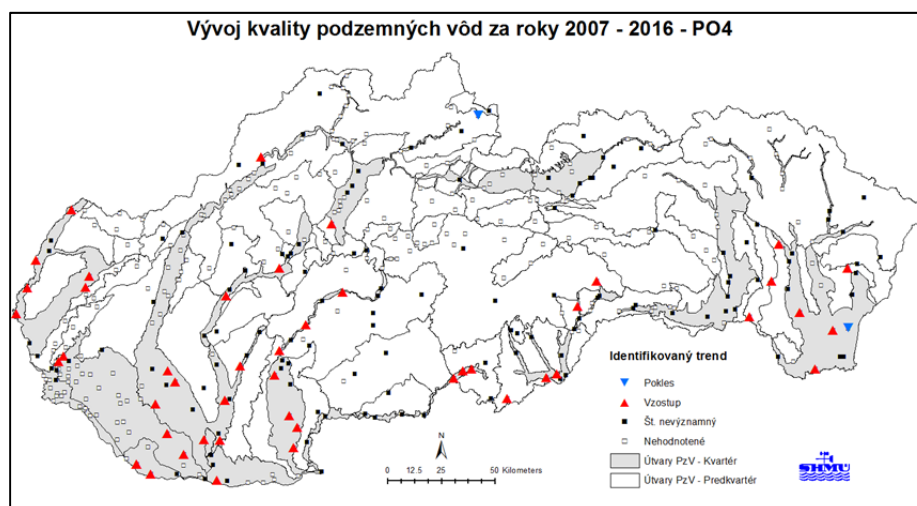 Vývoj kvality podzemných vôd za roky 2007 - 2016 - PO4
Identifikovaný trend
Pokles
Vzostup
Št. nevýznamný
Nehodnotené
Útvary PzV - Kvartér
Útvary PzV - Predkvartér
N
0 12.5 25 50 Kilometers
SHMÚ